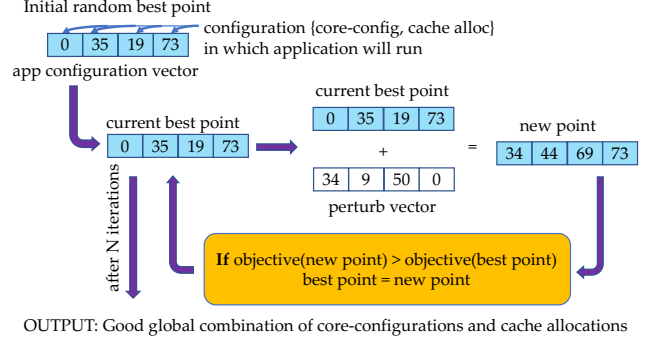 Initial random best point
configuration {core-config, cache alloc}
in which application will run
0 35 19 73
app configuration vector
current best point
0 35 19 73
current best point
0 35 19 73
+
34 9 50 0
perturb vector
=
new point
34 44 69 73
after N iterations
If objective(new point) > objective(best point)
best point = new point
OUTPUT: Good global combination of core-configurations and cache allocations